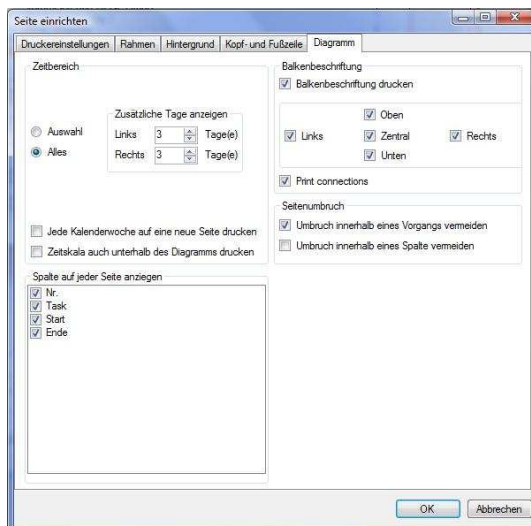 Seite einrichten
Druckereinstellungen Rahmen Hintergrund Kopf- und Fußzeile Diagramm
Zeitbereich
Auswahl
Alles
Zusätzliche Tage anzeigen
Links 3 Tage(e)
Rechts 3 Tage(e)
Jede Kalenderwoche auf eine neue Seite drucken
Zeitskala auch unterhalb des Diagramms drucken
Spalte auf jeder Seite anziegen
Nr.
Task
Start
Ende
Balkenbeschriftung
Balkenbeschriftung drucken
Oben
Links Zentral Rechts
Unten
Print connections
Seitenumbruch
Umbruch innerhalb eines Vorgangs vermeiden
Umbruch innerhalb eines Spalte vermeiden
OK Abbrechen